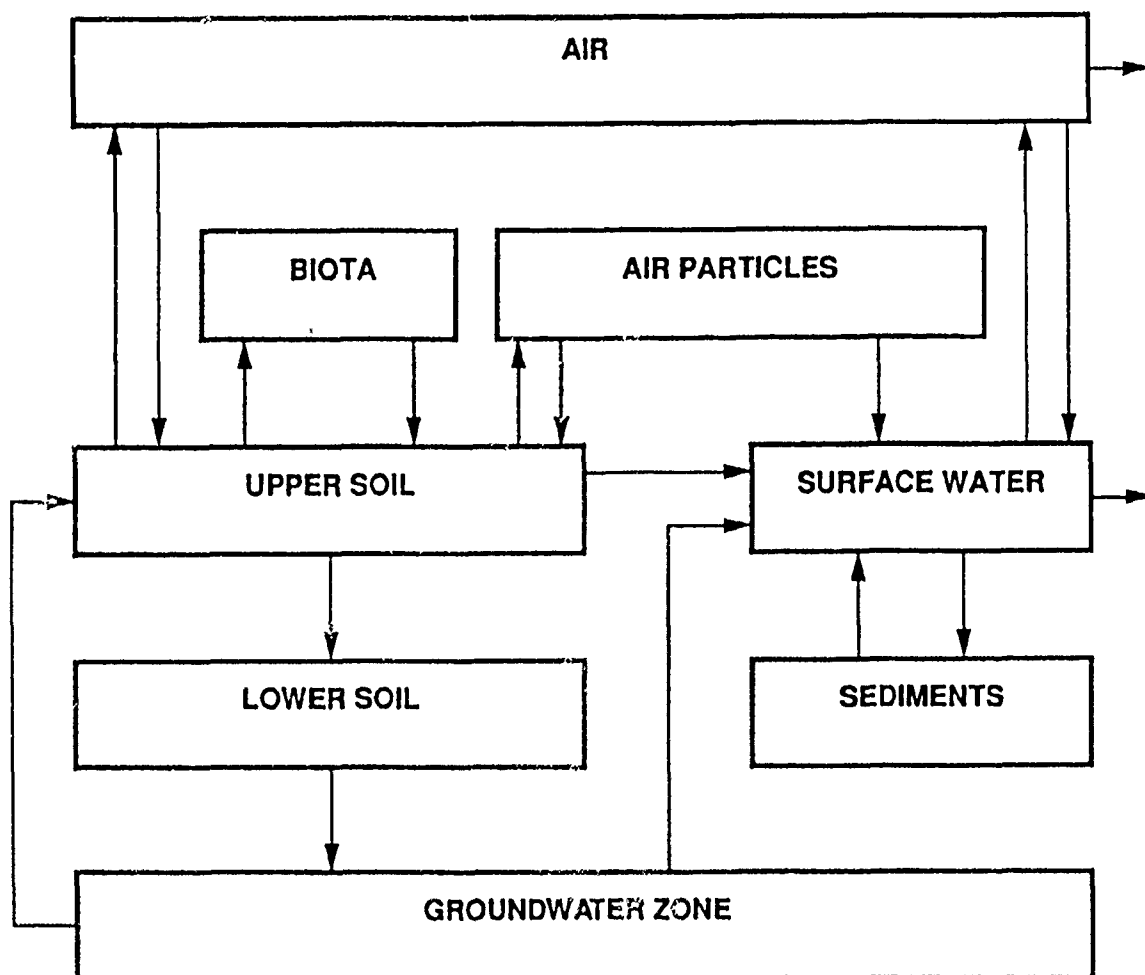 AIR
BIOTA
AIR PARTICLES
UPPER SOIL
SURFACE WATER
LOWER SOIL
SEDIMENTS
GROUNDWATER ZONE